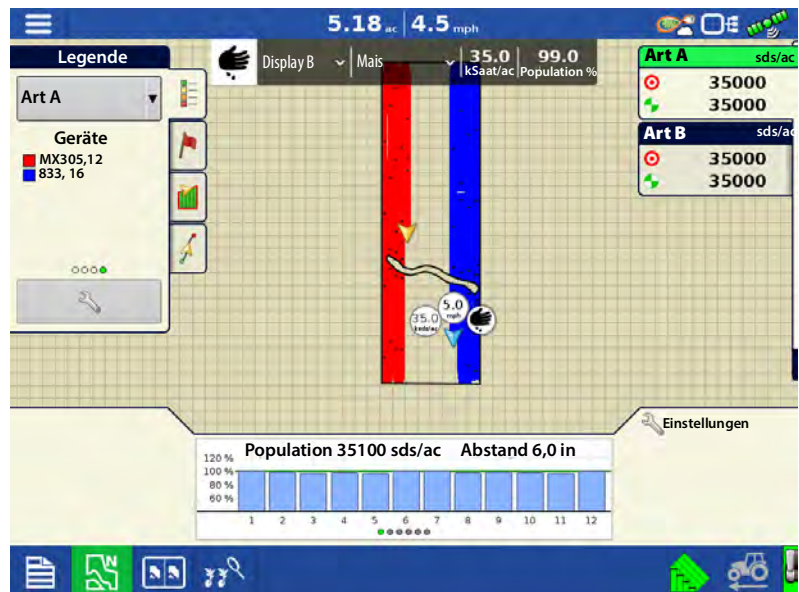 5.18 ac 4.5 mph
Legende
Art A
Geräte
MX305,12
833, 16
Display B
Mais
35.0
kSaat/ac
99.0
Population %
Art A sds/ac
35000
35000
Art B sds/ac
35000
35000
35.0
ksds/ac
5.0
mph
Einstellungen
Population 35100 sds/ac Abstand 6,0 in
120 %
100 %
80 %
60 %
1 2 3 4 5 6 7 8 9 10 11 12
N